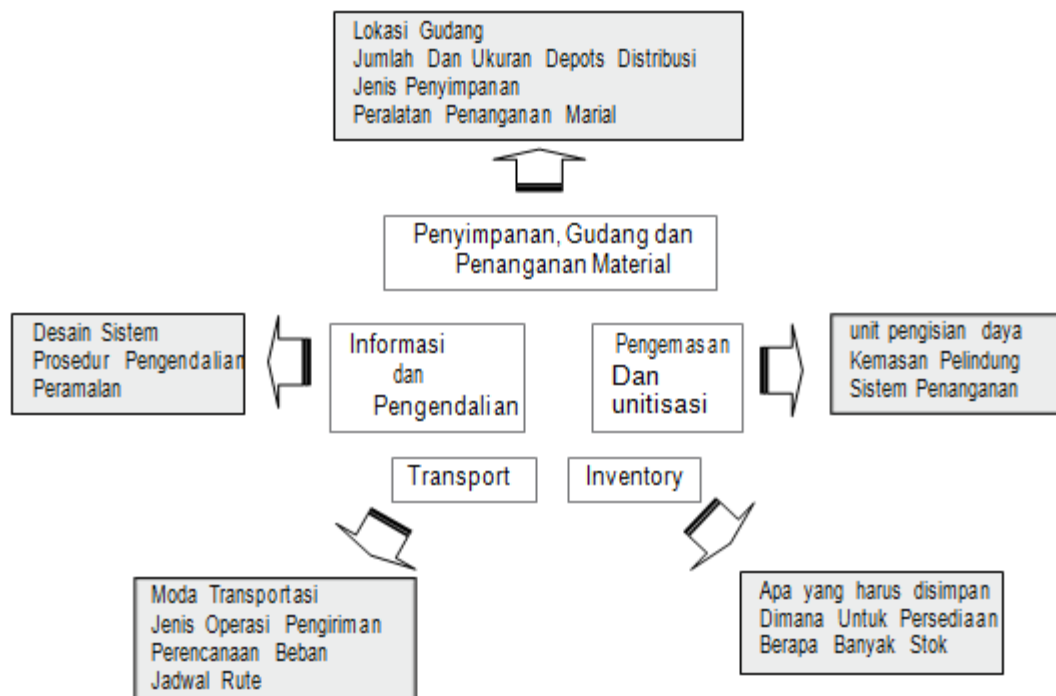 Lokasi Gudang
Jumlah Dan Ukuran Depots Distribusi
Jenis Penyimpanan
Peralatan Penanganan Marial
Penyimpanan, Gudang dan
Penanganan Material
Desain Sistem
Prosedur Pengendalian
Peramalan
Informasi
dan
Pengendalian
Pengemasan
Dan
unitisasi
unit pengisian daya
Kemasan Pelindung
Sistem Penanganan
Transport
Inventory
Moda Transportasi
Jenis Operasi Pengiriman
Perencanaan Beban
Jadwal Rute
Apa yang harus disimpan
Dimana Untuk Persediaan
Berapa Banyak Stok